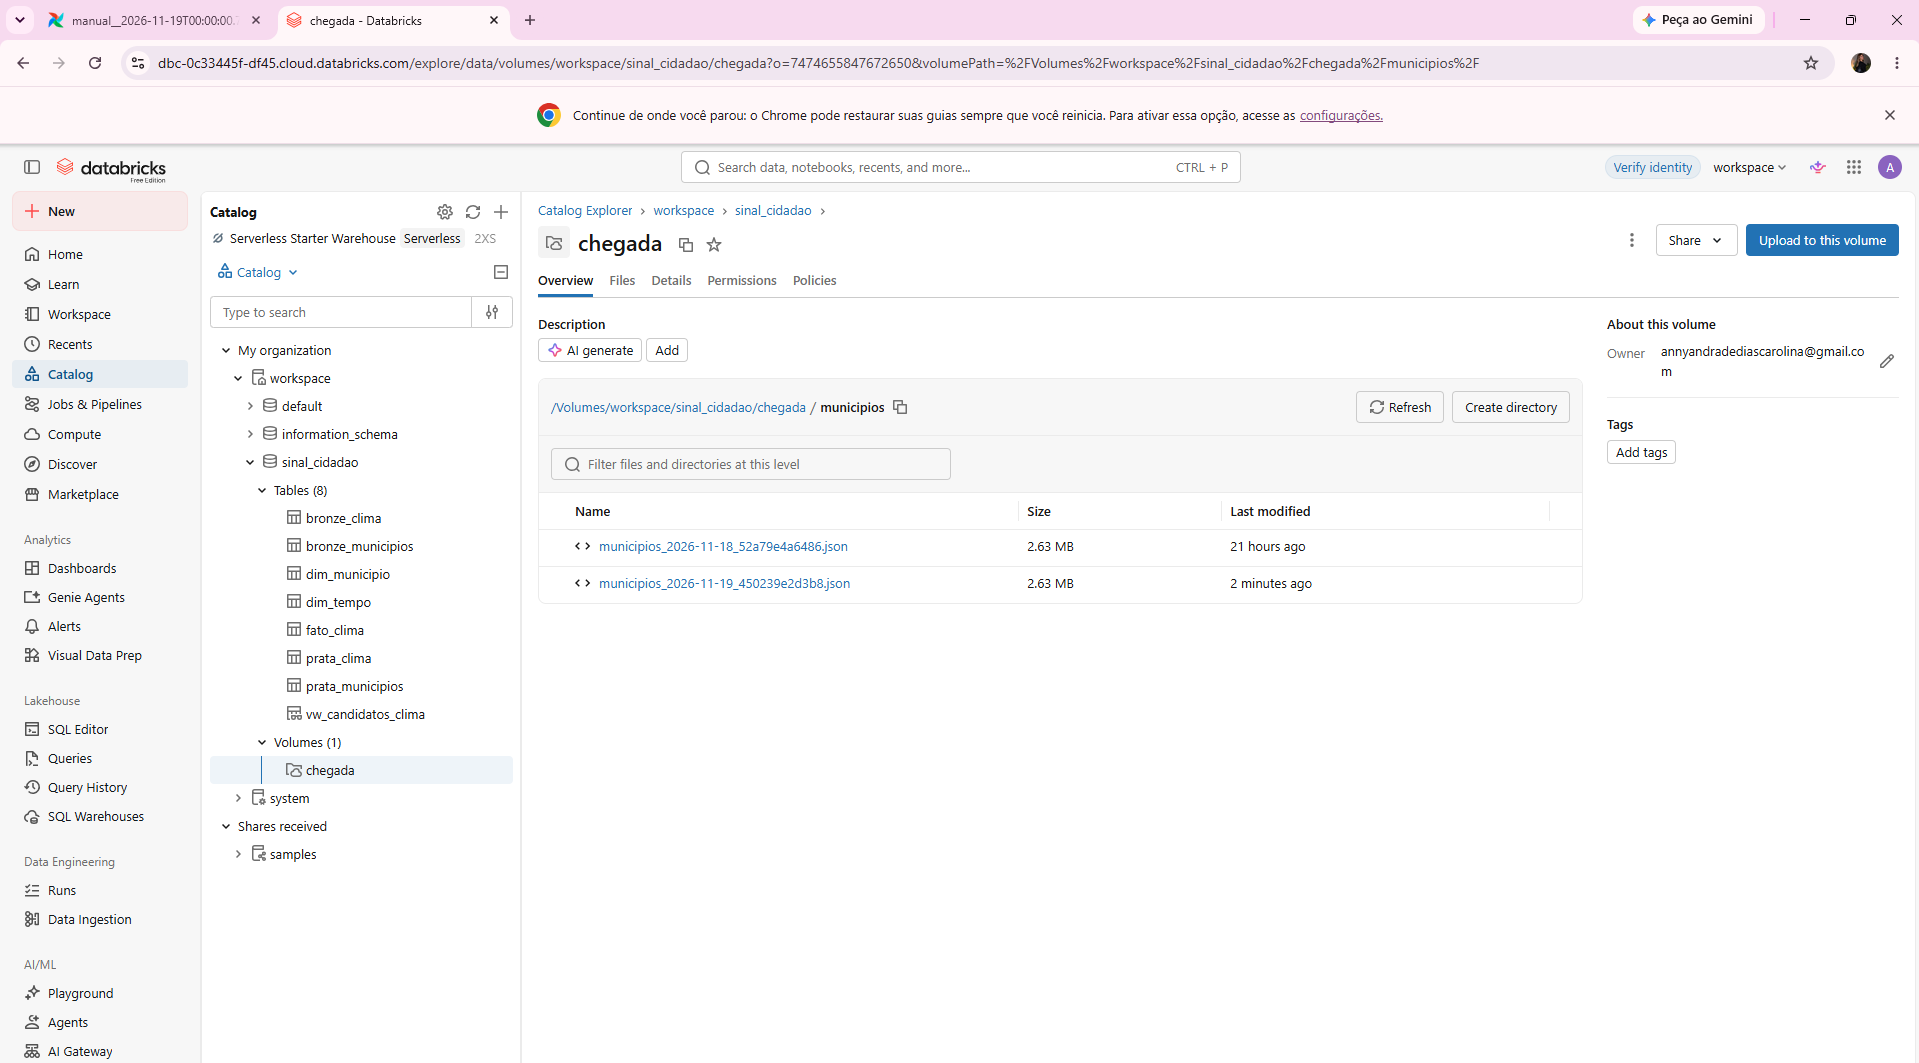 manual__2026-11-19T00:00:00.
chegada - Databricks
Peça ao Gemini
dbc-0c33445f-df45.cloud.databricks.com/explore/data/volumes/workspace/sinal_cidadao/chegada?o=7474655847672650&volumePath=%2FVolumes%2Fworkspace%2Fsinal_cidadao%2Fchegada%2Fmunicipios%2F
Continue de onde você parou: o Chrome pode restaurar suas guias sempre que você reinicia. Para ativar essa opção, acesse as configurações.
databricks
Free Edition
Search data, notebooks, recents, and more...
CTRL + P
Verify identity
workspace
A
New
Home
Learn
Workspace
Recents
Catalog
Jobs & Pipelines
Compute
Discover
Marketplace
Analytics
Dashboards
Genie Agents
Alerts
Visual Data Prep
Lakehouse
SQL Editor
Queries
Query History
SQL Warehouses
Data Engineering
Runs
Data Ingestion
AI/ML
Playground
Agents
AI Gateway
Catalog
Serverless Starter Warehouse Serverless 2XS
Catalog
Type to search
My organization
workspace
default
information_schema
sinal_cidadao
Tables (8)
bronze_clima
bronze_municipios
dim_municipio
dim_tempo
fato_clima
prata_clima
prata_municipios
vw_candidatos_clima
Volumes (1)
chegada
system
Shares received
samples
Catalog Explorer › workspace › sinal_cidadao ›
chegada
Share
Upload to this volume
Overview Files Details Permissions Policies
Description
AI generate
Add
/Volumes/workspace/sinal_cidadao/chegada / municipios
Refresh
Create directory
Filter files and directories at this level
Name Size Last modified
municipios_2026-11-18_52a79e4a6486.json 2.63 MB 21 hours ago
municipios_2026-11-19_450239e2d3b8.json 2.63 MB 2 minutes ago
About this volume
Owner annyandradediascarolina@gmail.co
m
Tags
Add tags